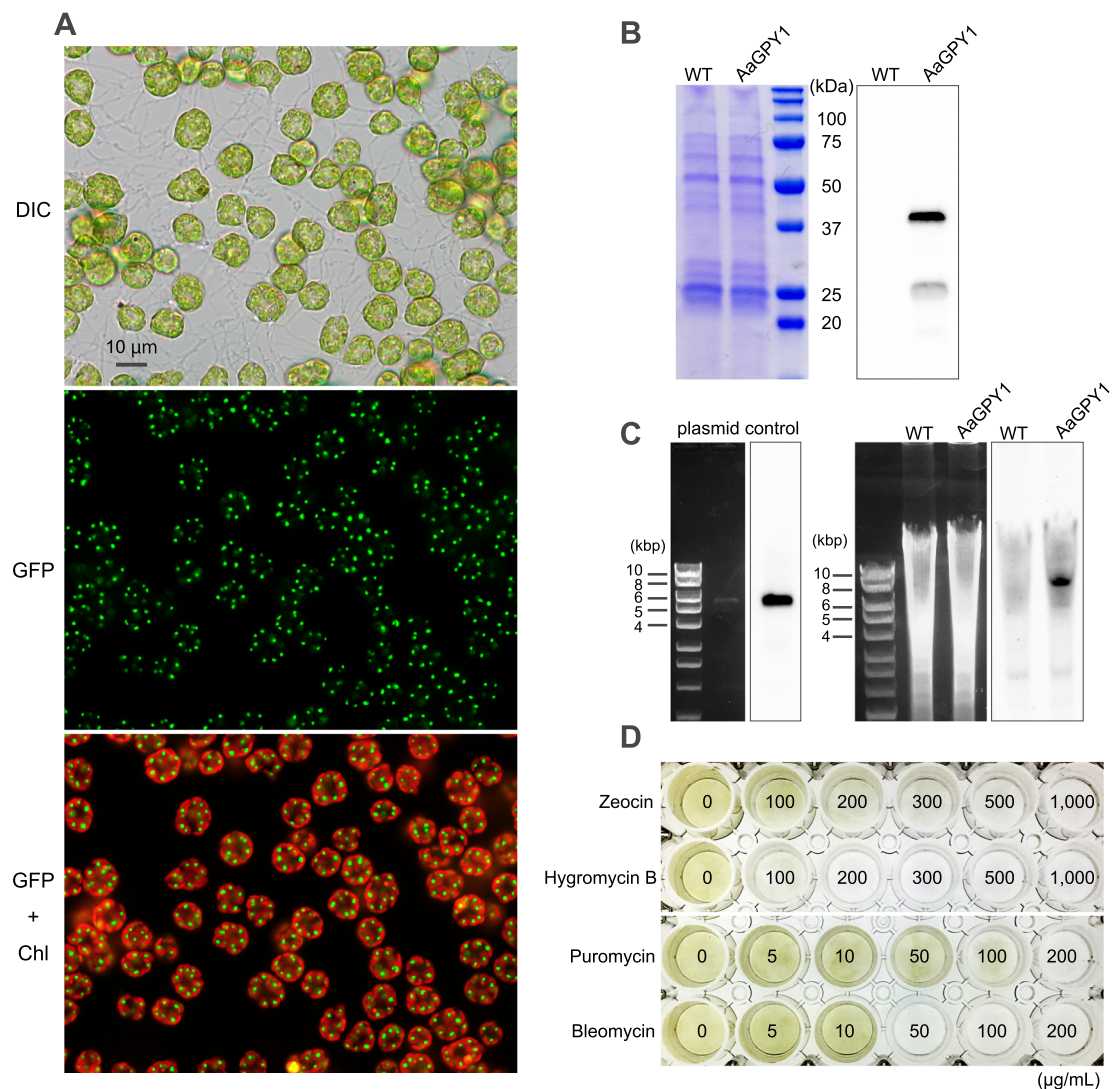 A
DIC
10 µm
GFP
GFP
+
Chl
B
WT AaGPY1 (kDa) WT AaGPY1
100
75
50
37
25
20
C
plasmid control
(kbp)
10
8
6
5
4
WT AaGPY1 WT AaGPY1
(kbp)
10
8
6
5
4
D
Zeocin 0 100 200 300 500 1,000
Hygromycin B 0 100 200 300 500 1,000
Puromycin 0 5 10 50 100 200
Bleomycin 0 5 10 50 100 200
(µg/mL)